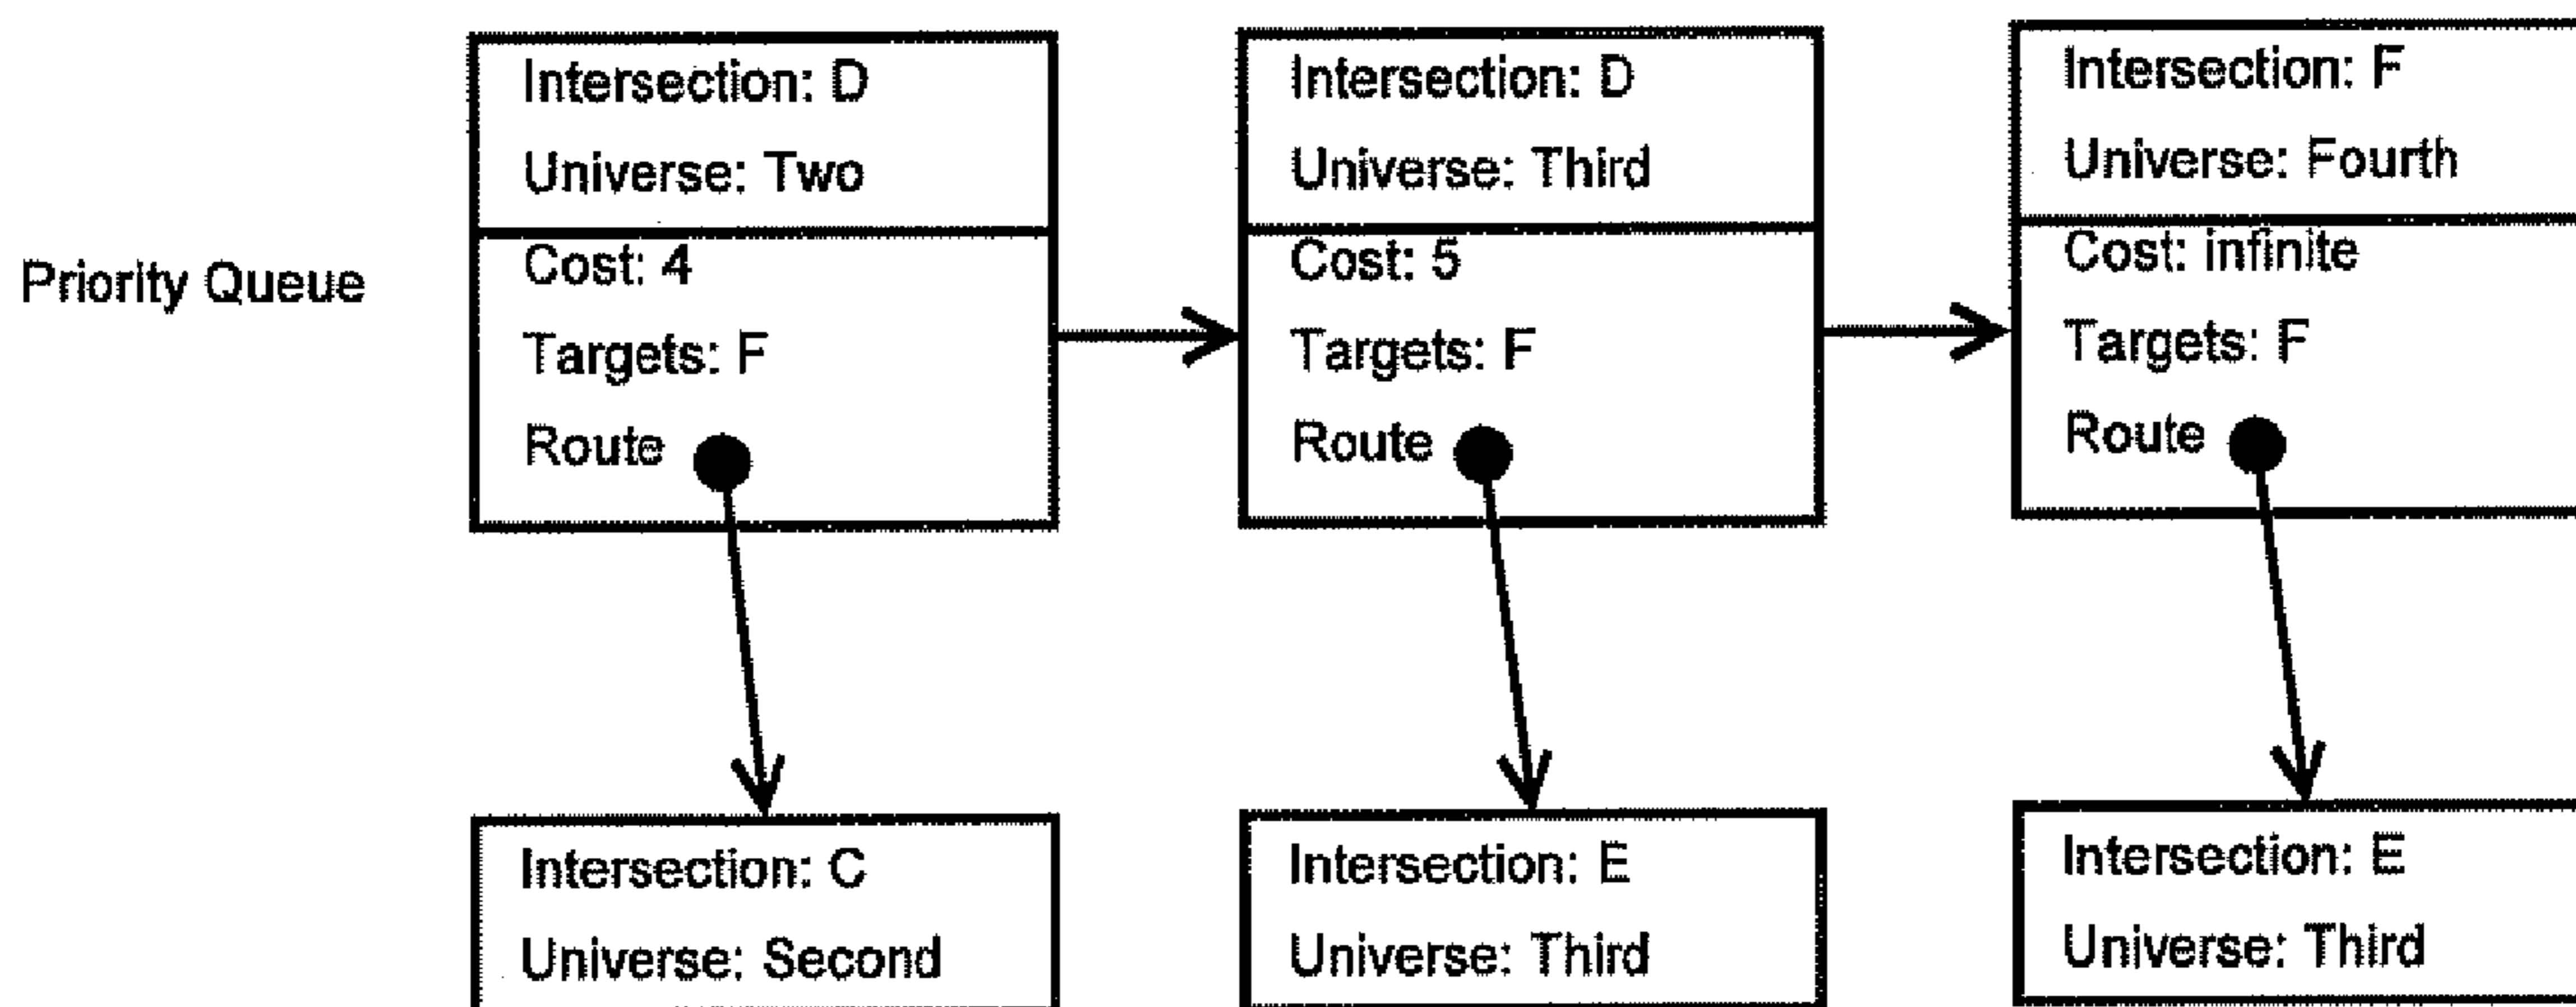 Priority Queue
Intersection: D
Universe: Two
Cost: 4
Targets: F
Route
Intersection: D
Universe: Third
Cost: 5
Targets: F
Route
Intersection: F
Universe: Fourth
Cost: infinite
Targets: F
Route
Intersection: C
Universe: Second
Intersection: E
Universe: Third
Intersection: E
Universe: Third